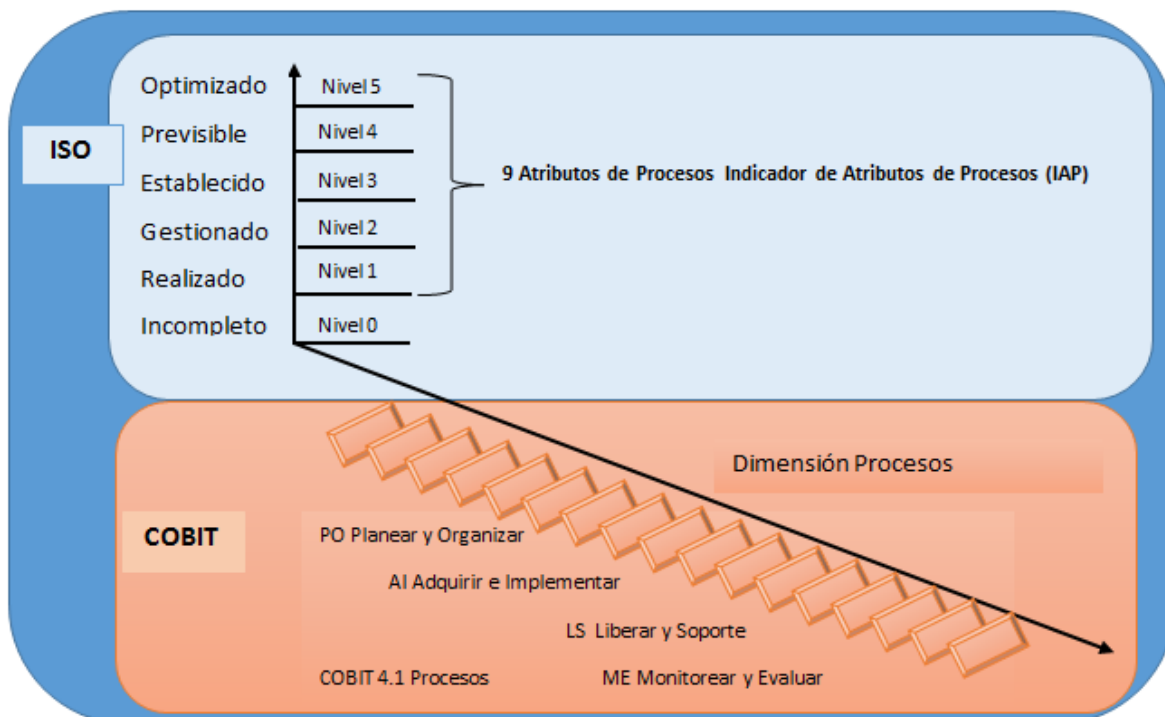 Optimizado Nivel 5
Previsible Nivel 4
ISO
Establecido Nivel 3
9 Atributos de Procesos Indicador de Atributos de Procesos (IAP)
Gestionado Nivel 2
Realizado Nivel 1
Incompleto Nivel 0
Dimensión Procesos
COBIT
PO Planear y Organizar
AI Adquirir e Implementar
LS Liberar y Soporte
COBIT 4.1 Procesos
ME Monitorear y Evaluar